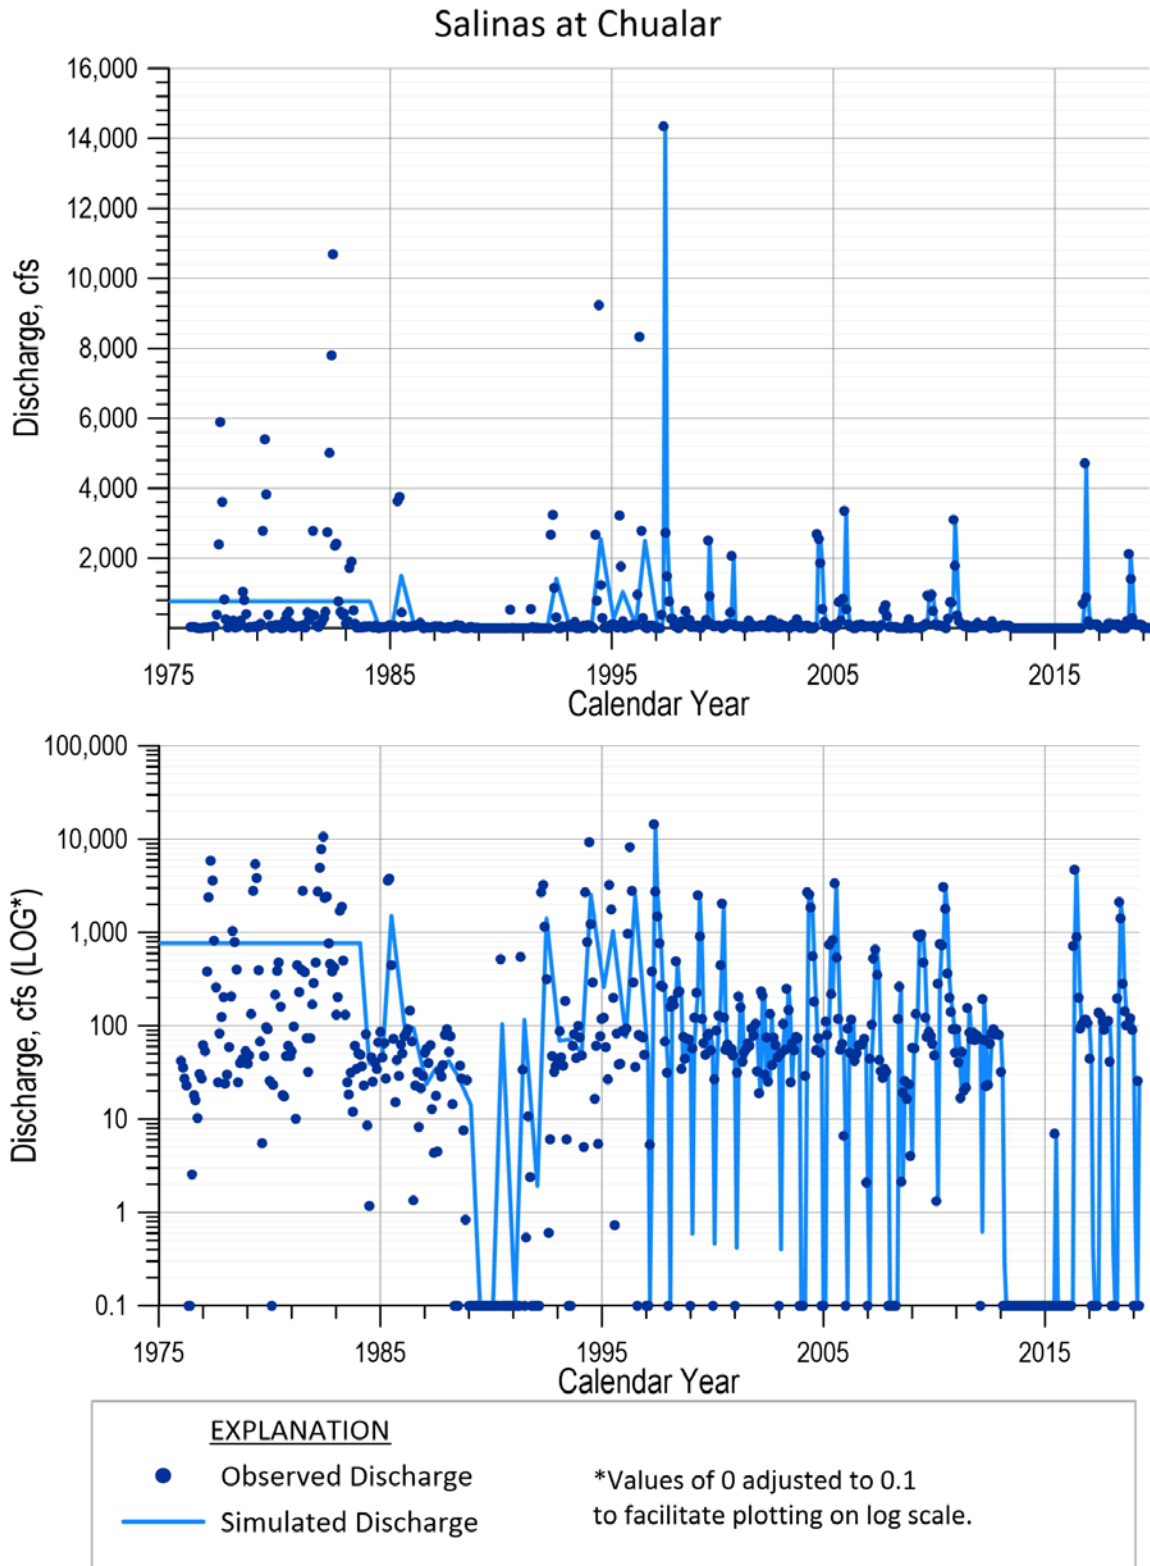 Salinas at Chualar
16,000
14,000
12,000
10,000
8,000
6,000
4,000
2,000
Discharge, cfs
1975 1985 1995 2005 2015
Calendar Year
100,000
10,000
1,000
100
10
1
0.1
Discharge, cfs (LOG*)
1975 1985 1995 2005 2015
Calendar Year
EXPLANATION
Observed Discharge
Simulated Discharge
*Values of 0 adjusted to 0.1
to facilitate plotting on log scale.